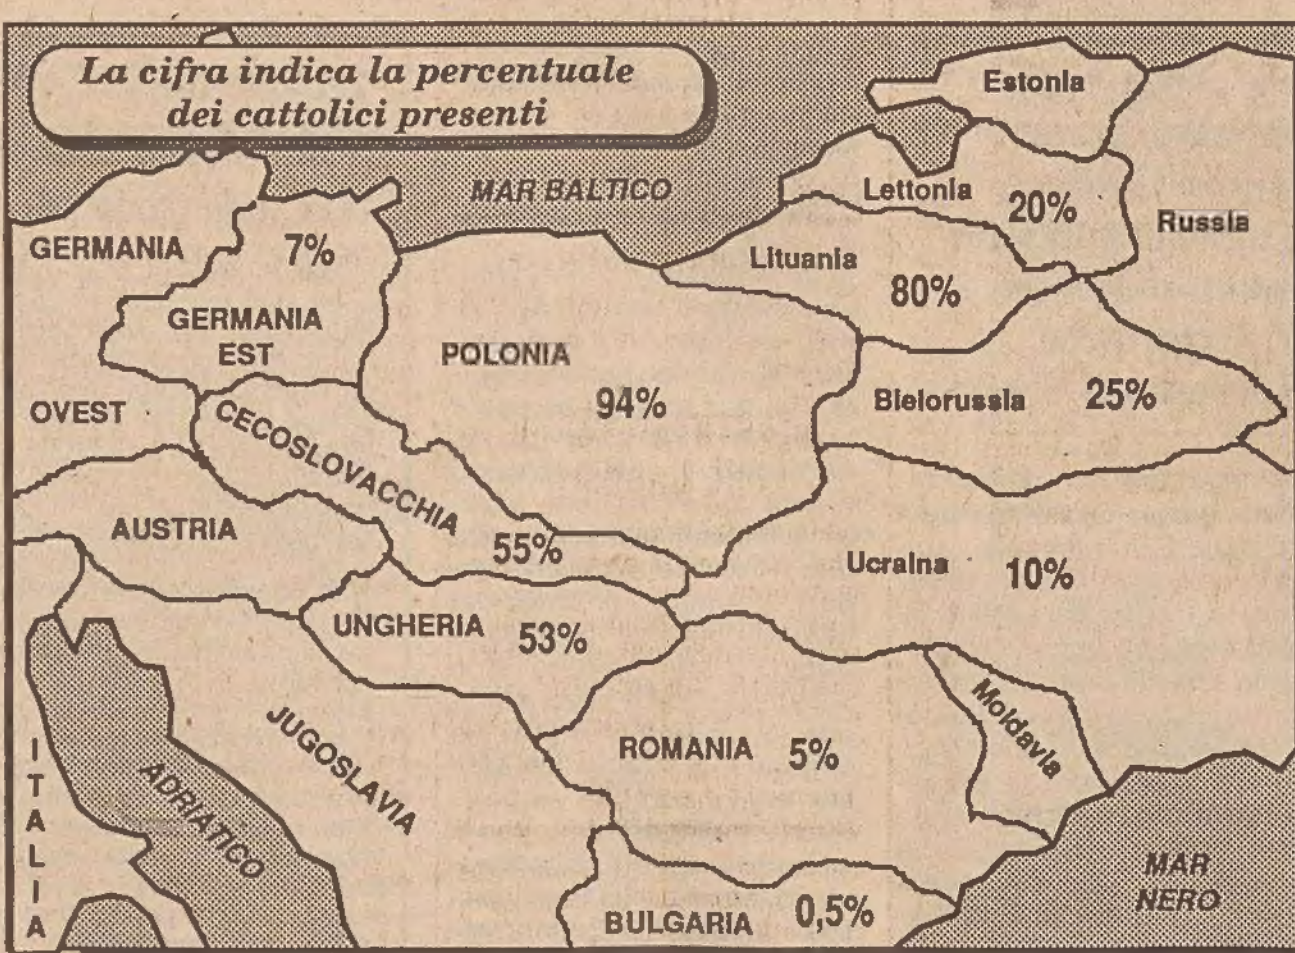 La cifra indica la percentuale
dei cattolici presenti
Estonia
MAR BALTICO
Lettonia
20%
Russia
GERMANIA
7%
Lituania
80%
GERMANIA
EST
POLONIA
94%
Bielorussia
25%
OVEST
CECOSLOVACCHIA
55%
AUSTRIA
Ucraina
10%
UNGHERIA
53%
Moldavia
JUGOSLAVIA
ROMANIA
5%
ITALIA
ADRIATICO
MAR
NERO
BULGARIA
0,5%